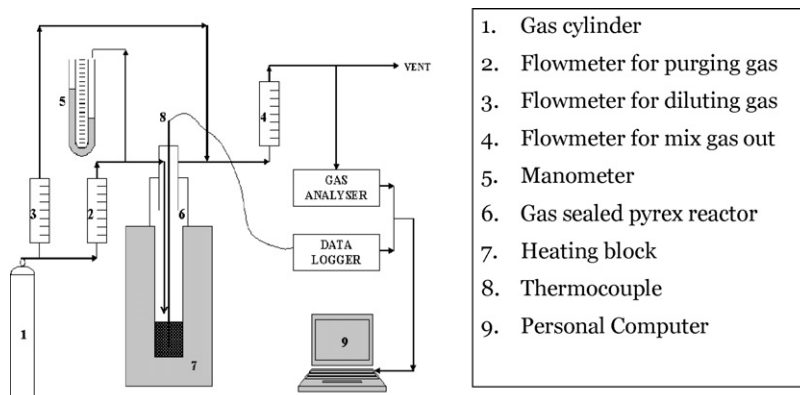 VENT
5
8
4
3
2
6
GAS
ANALYSER
DATA
LOGGER
1
7
9
1. Gas cylinder
2. Flowmeter for purging gas
3. Flowmeter for diluting gas
4. Flowmeter for mix gas out
5. Manometer
6. Gas sealed pyrex reactor
7. Heating block
8. Thermocouple
9. Personal Computer